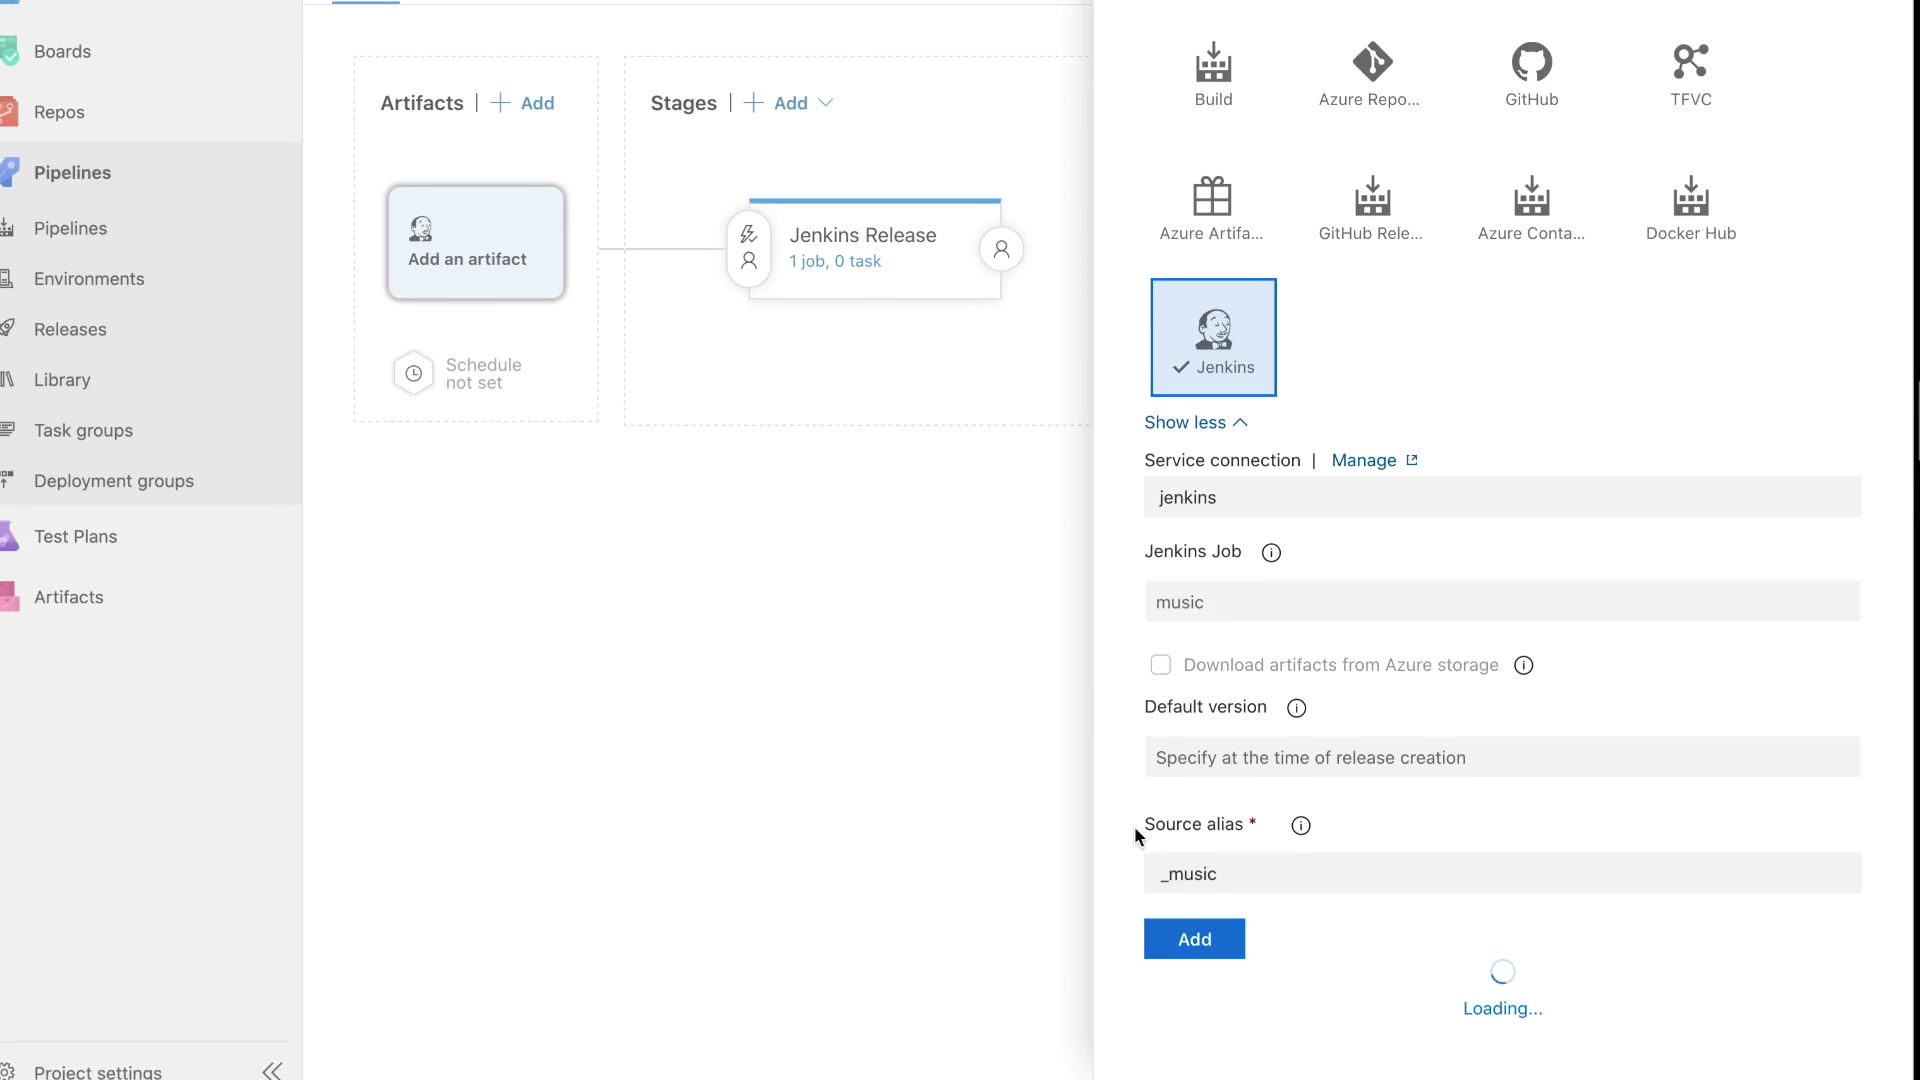 Boards
Repos
Pipelines
Pipelines
Environments
Releases
Library
Task groups
Deployment groups
Test Plans
Artifacts
Project settings
Artifacts | + Add
Add an artifact
Schedule
not set
Stages | + Add
Jenkins Release
1 job, 0 task
Build
Azure Repo...
GitHub
TFVC
Azure Artifa...
GitHub Rele...
Azure Conta...
Docker Hub
Jenkins
Show less
Service connection | Manage
jenkins
Jenkins Job
music
Download artifacts from Azure storage
Default version
Specify at the time of release creation
Source alias *
_music
Add
Loading...